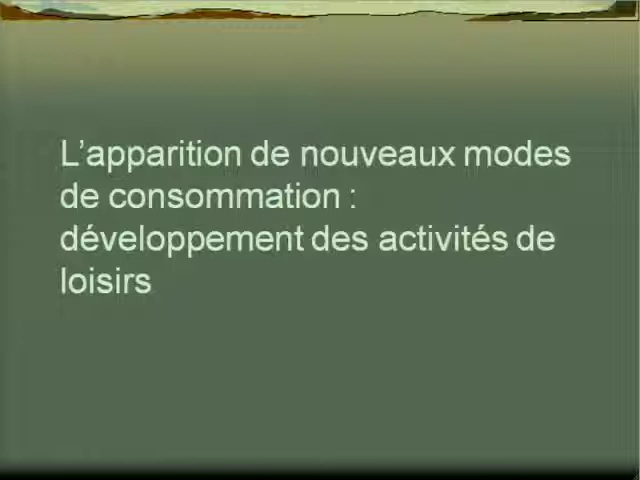 L’apparition de nouveaux modes
de consommation :
développement des activités de
loisirs